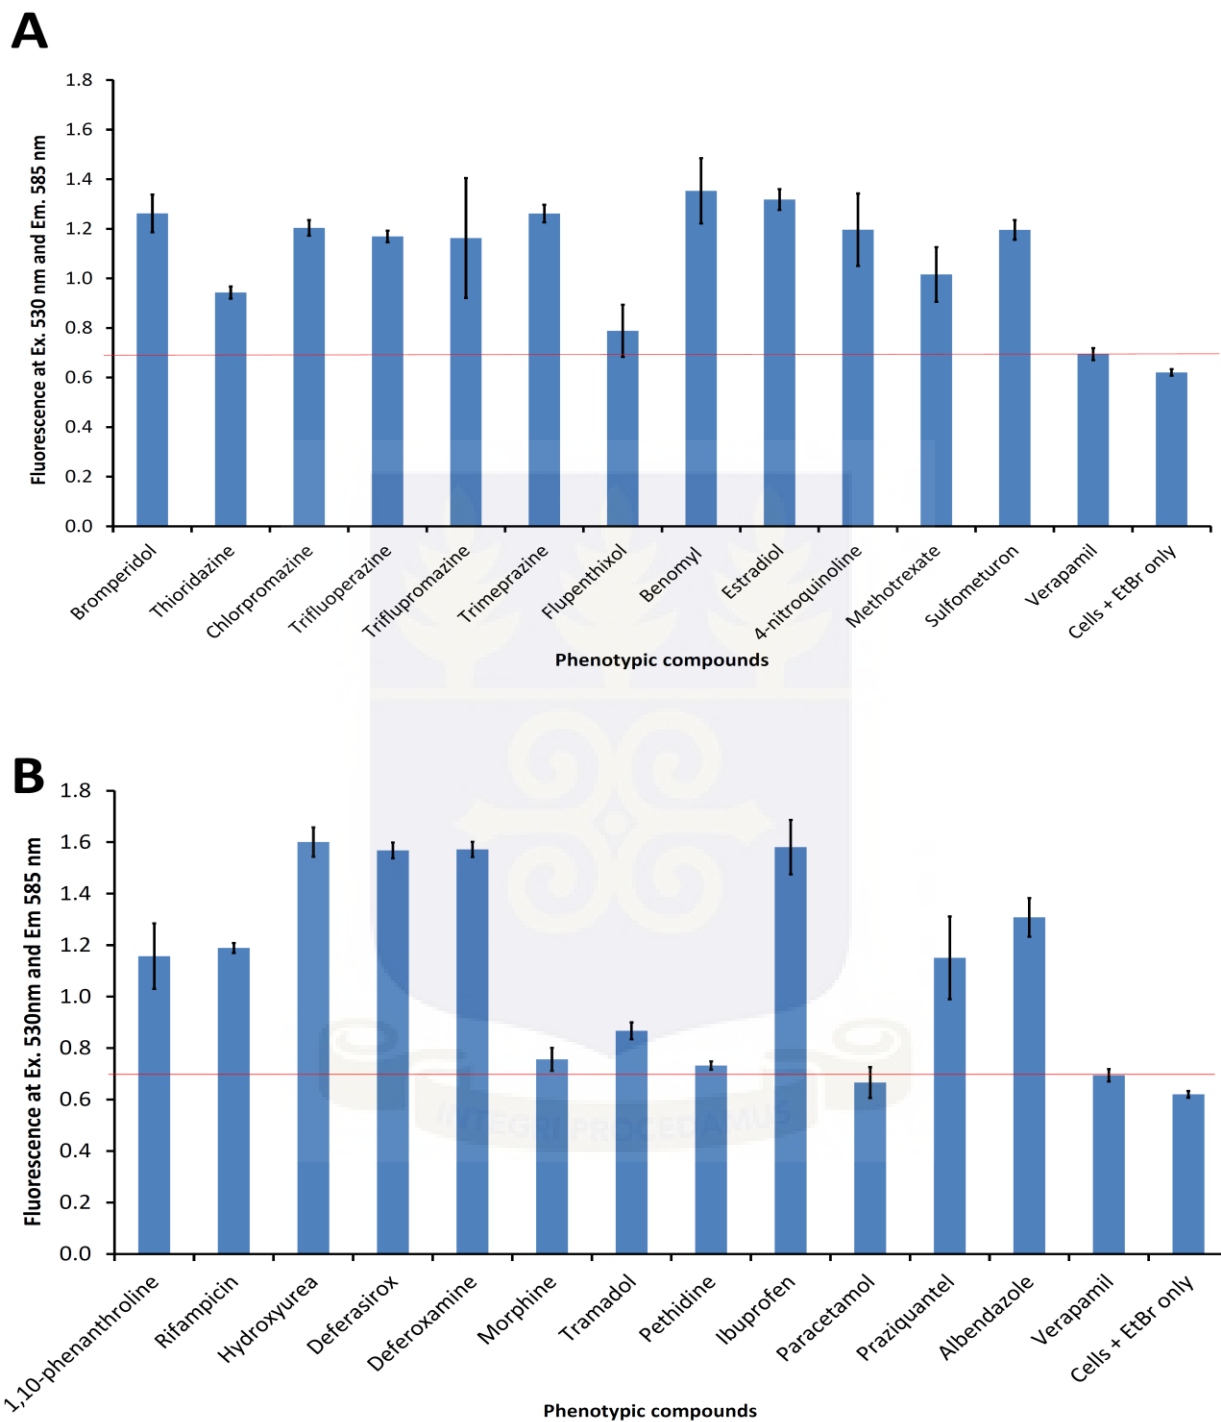 A
Fluorescence at Ex. 530 nm and Em. 585 nm
1.8
1.6
1.4
1.2
1.0
0.8
0.6
0.4
0.2
0.0
Bromperidol
Thioridazine
Chlorpromazine
Trifluoperazine
Triflupromazine
Trimeprazine
Flupenthixol
Benomyl
Estradiol
4-nitroquinoline
Methotrexate
Sulfometuron
Verapamil
Cells + EtBr only
Phenotypic compounds
B
Fluorescence at Ex. 530nm and Em 585 nm
1.8
1.6
1.4
1.2
1.0
0.8
0.6
0.4
0.2
0.0
INTEGRI PROCEDAMUS
1,10-phenanthroline
Rifampicin
Hydroxyurea
Deferasirox
Deferoxamine
Morphine
Tramadol
Pethidine
Ibuprofen
Paracetamol
Praziquantel
Albendazole
Verapamil
Cells + EtBr only
Phenotypic compounds